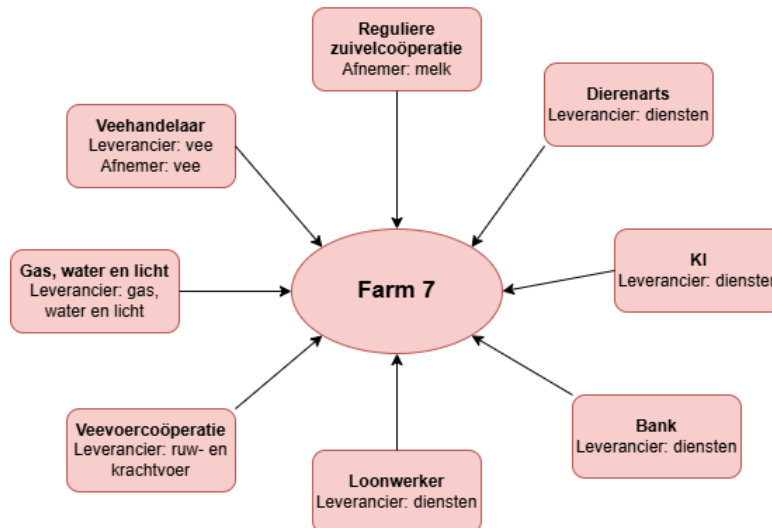 Reguliere
zuivelcoöperatie
Afnemer: melk
Dierenarts
Leverancier: diensten
Veehandelaar
Leverancier: vee
Afnemer: vee
Gas, water en licht
Leverancier: gas,
water en licht
Farm 7
KI
Leverancier: diensten
Veevoercoöperatie
Leverancier: ruw- en
krachtvoer
Loonwerker
Leverancier: diensten
Bank
Leverancier: diensten